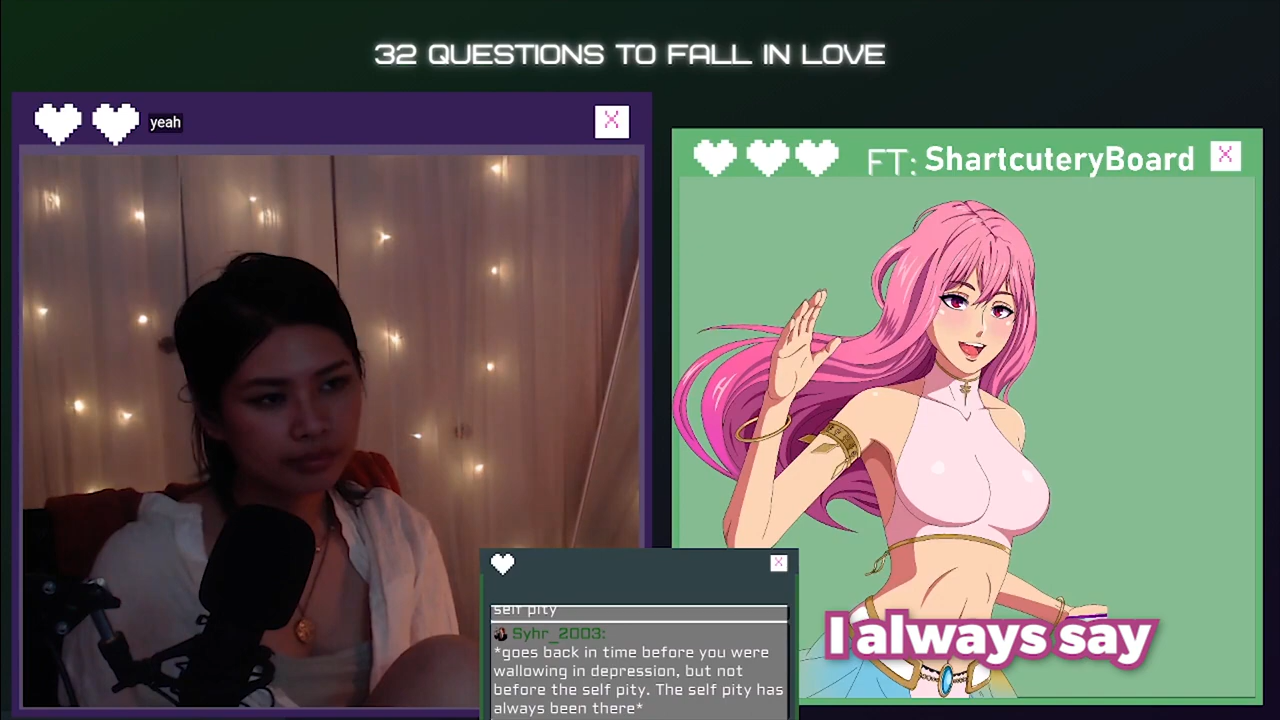 32 QUESTIONS TO FALL IN LOVE
yeah
FT: ShartcuteryBoard
self pity
Syhr_2003:
*goes back in time before you were
wallowing in depression, but not
before the self pity. The self pity has
always been there*
I always say